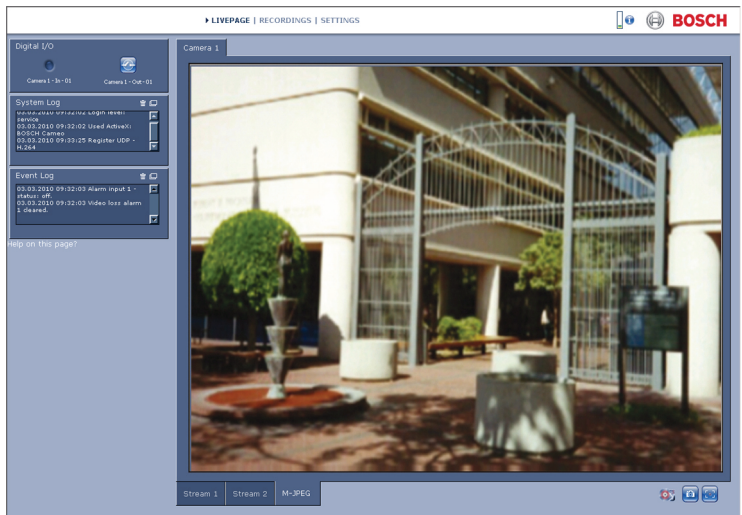 LIVEPAGE | RECORDINGS | SETTINGS
BOSCH
Digital I/O
Camera 1 - In - 01
Camera 1 - Out - 01
System Log
03.03.2010 09:32:02 Login level:
service
03.03.2010 09:32:02 Used ActiveX:
BOSCH Cameo
03.03.2010 09:33:25 Register UDP -
H.264
Event Log
03.03.2010 09:32:03 Alarm input 1 -
status: off.
03.03.2010 09:32:03 Video loss alarm
1 cleared.
Help on this page?
Camera 1
Stream 1
Stream 2
M-JPEG